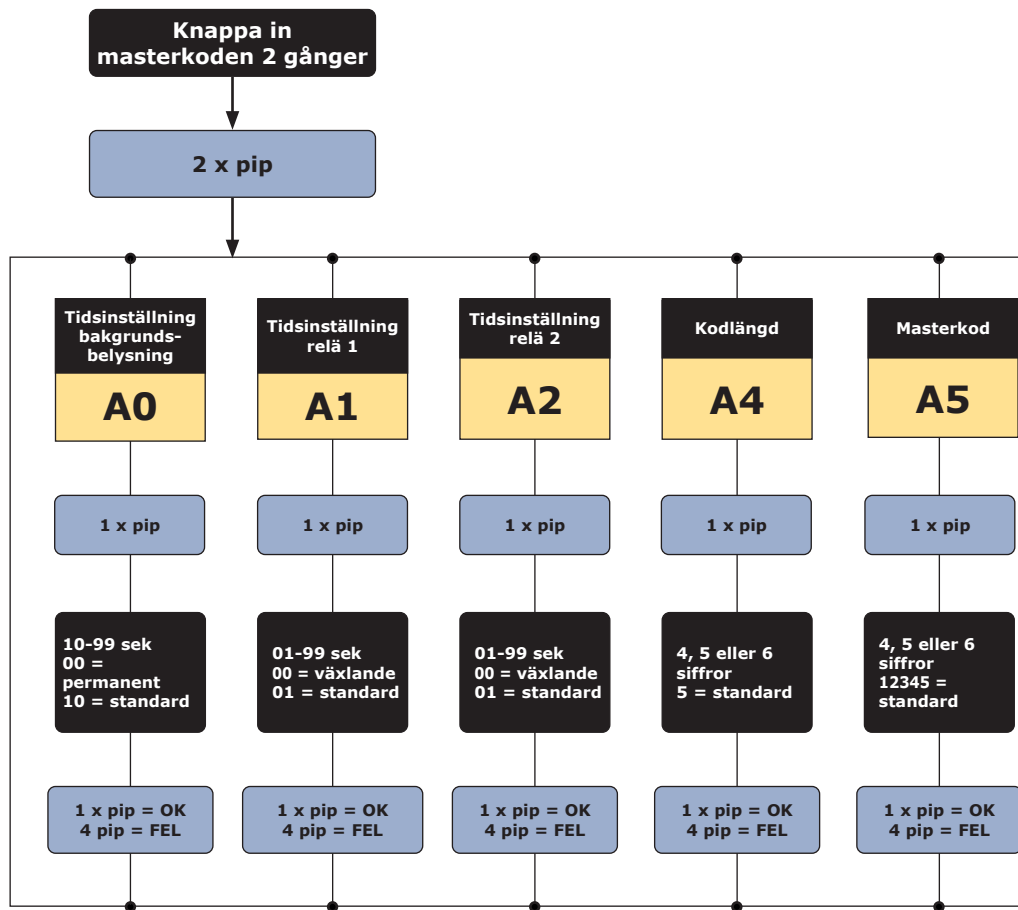 Knappa in
masterkoden 2 gånger
2 x pip
Tidsinställning
bakgrunds-
belysning
A0
1 x pip
10-99 sek
00 =
permanent
10 = standard
1 x pip = OK
4 pip = FEL
Tidsinställning
relä 1
A1
1 x pip
01-99 sek
00 = växlande
01 = standard
1 x pip = OK
4 pip = FEL
Tidsinställning
relä 2
A2
1 x pip
01-99 sek
00 = växlande
01 = standard
1 x pip = OK
4 pip = FEL
Kodlängd
A4
1 x pip
4, 5 eller 6
siffror
5 = standard
1 x pip = OK
4 pip = FEL
Masterkod
A5
1 x pip
4, 5 eller 6
siffror
12345 =
standard
1 x pip = OK
4 pip = FEL